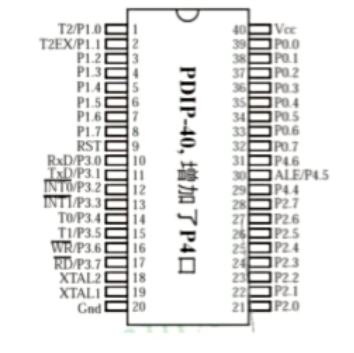 T2/P1.0 1 40 Vcc
T2EX/P1.1 2 39 P0.0
P1.2 3 38 P0.1
P1.3 4 37 P0.2
P1.4 5 36 P0.3
P1.5 6 35 P0.4
P1.6 7 34 P0.5
P1.7 8 33 P0.6
RST 9 32 P0.7
RxD/P3.0 10 31 P4.6
TxD/P3.1 11 30 ALE/P4.5
INT0/P3.2 12 29 P4.4
INT1/P3.3 13 28 P2.7
T0/P3.4 14 27 P2.6
T1/P3.5 15 26 P2.5
WR/P3.6 16 25 P2.4
RD/P3.7 17 24 P2.3
XTAL2 18 23 P2.2
XTAL1 19 22 P2.1
Gnd 20 21 P2.0
PDIP-40, 增加了P4口